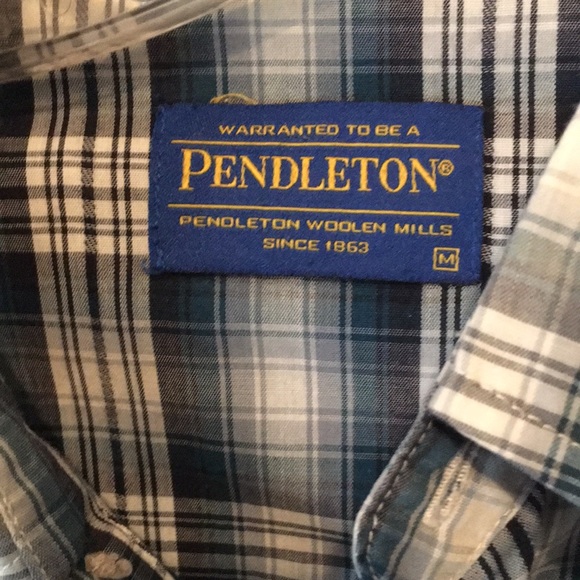 WARRANTED TO BE A
PENDLETON®
PENDLETON WOOLEN MILLS
SINCE 1863
M